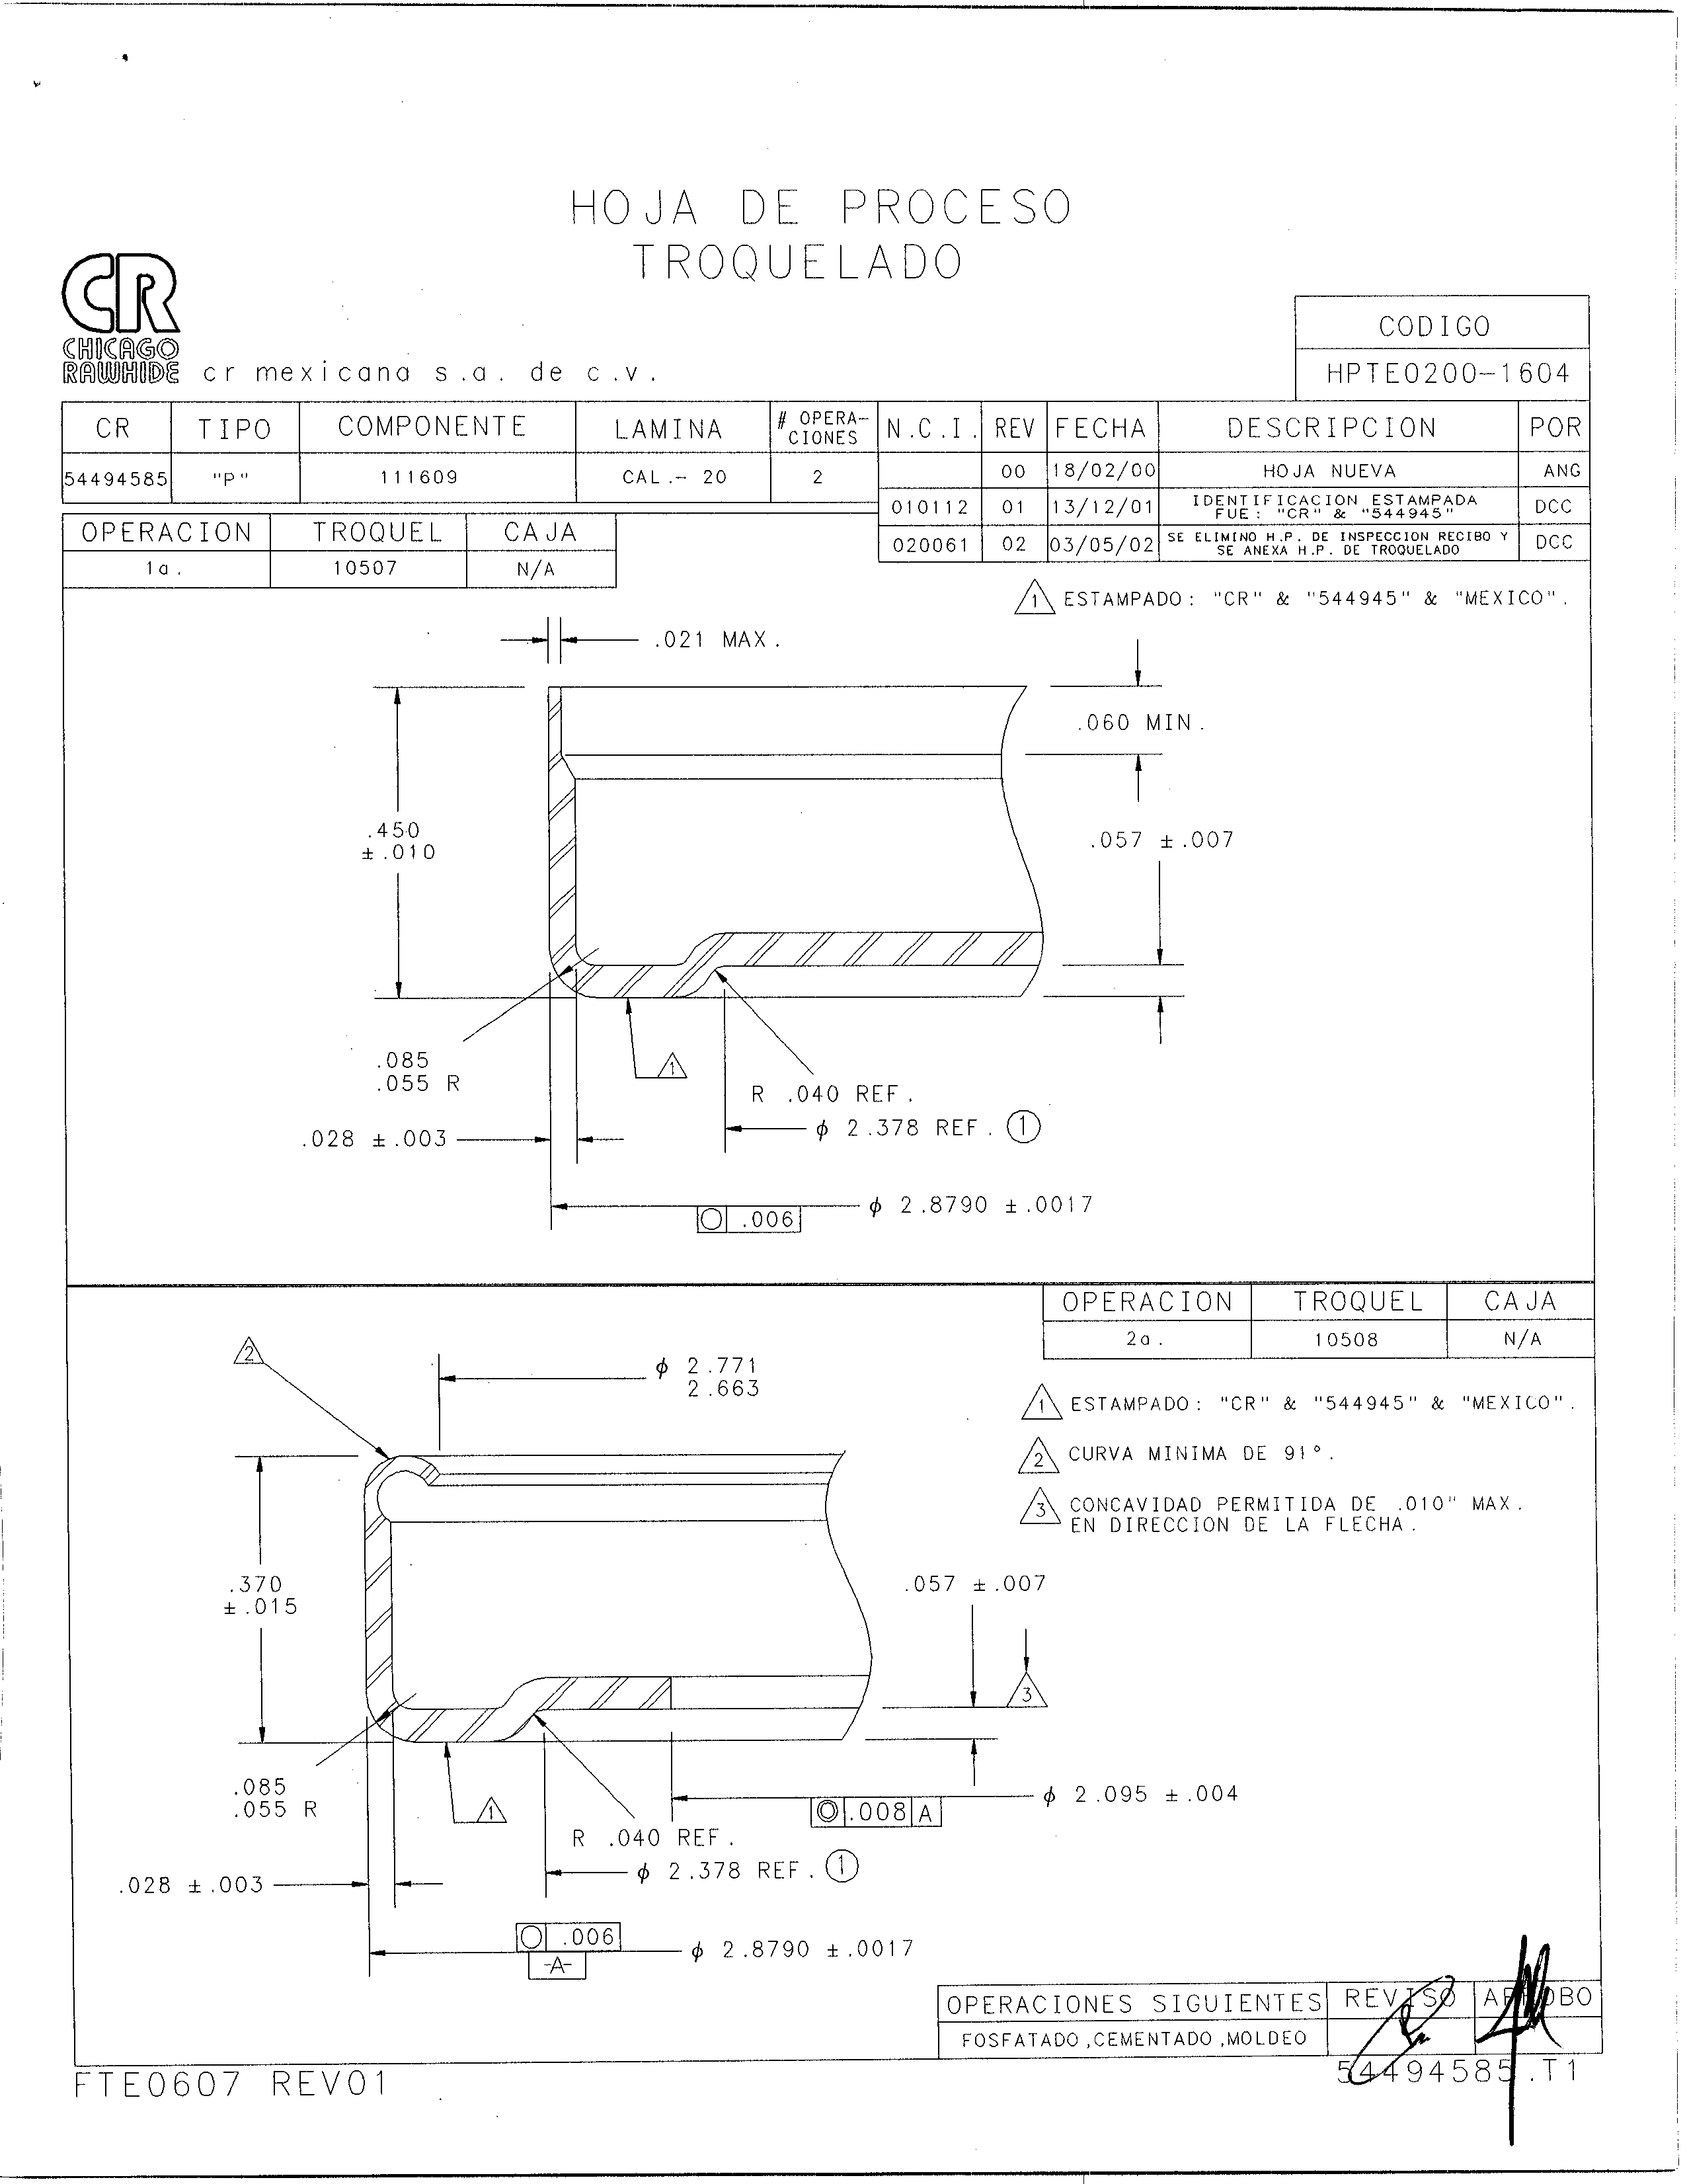 HOJA DE PROCESO
TROQUELADO
CR
CHICAGO
RAWHIDE
cr mexicana s.a. de c.v.
CODIGO
HPTE0200-1604
CR TIPO COMPONENTE LAMINA # OPERA-CIONES N.C.I. REV FECHA DESCRIPCION POR
54494585 "P" 111609 CAL.- 20 2
00 18/02/00 HOJA NUEVA ANG
010112 01 13/12/01 IDENTIFICACION ESTAMPADA
FUE: "CR" & "544945" DCC
020061 02 03/05/02 SE ELIMINO H.P. DE INSPECCION RECIBO Y
SE ANEXA H.P. DE TROQUELADO DCC
OPERACION TROQUEL CAJA
1a. 10507 N/A
1 ESTAMPADO: "CR" & "544945" & "MEXICO".
.021 MAX.
.060 MIN.
.450
±.010
.057 ±.007
.085
.055 R
1
R .040 REF.
ϕ 2.378 REF. 1
.028 ±.003
ϕ 2.8790 ±.0017
○ .006
OPERACION TROQUEL CAJA
2a. 10508 N/A
2
ϕ 2.771
2.663
1 ESTAMPADO: "CR" & "544945" & "MEXICO".
2 CURVA MINIMA DE 91°.
3 CONCAVIDAD PERMITIDA DE .010" MAX.
EN DIRECCION DE LA FLECHA.
.370
±.015
.057 ±.007
3
.085
.055 R
1
ϕ 2.095 ±.004
◎ .008 A
R .040 REF.
ϕ 2.378 REF. 1
.028 ±.003
○ .006
-A-
ϕ 2.8790 ±.0017
OPERACIONES SIGUIENTES REVISO APROBO
FOSFATADO,CEMENTADO,MOLDEO
FTE0607 REV01
54494585.T1